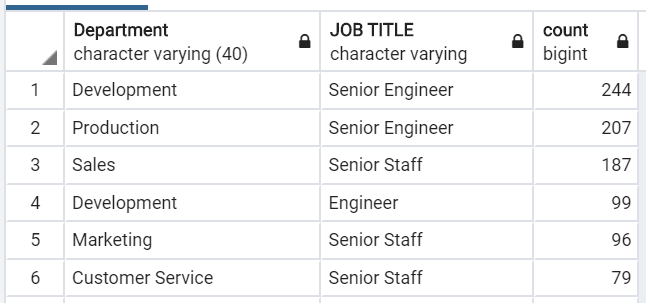 Department JOB TITLE count
character varying (40) character varying bigint
1 Development Senior Engineer 244
2 Production Senior Engineer 207
3 Sales Senior Staff 187
4 Development Engineer 99
5 Marketing Senior Staff 96
6 Customer Service Senior Staff 79